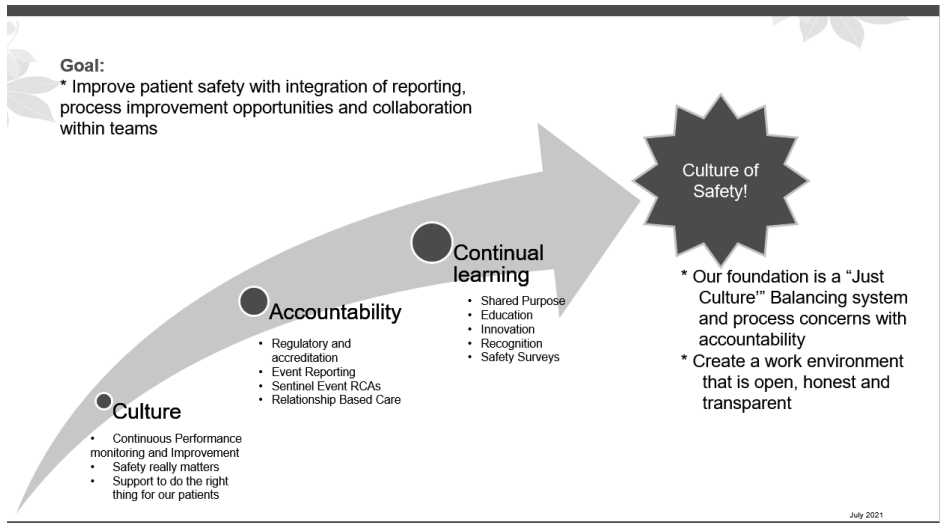 Goal:
* Improve patient safety with integration of reporting,
process improvement opportunities and collaboration
within teams
Culture of
Safety!
Continual
learning
• Shared Purpose
• Education
• Innovation
• Recognition
• Safety Surveys
Accountability
• Regulatory and
accreditation
• Event Reporting
• Sentinel Event RCAs
• Relationship Based Care
Culture
• Continuous Performance
monitoring and Improvement
• Safety really matters
• Support to do the right
thing for our patients
* Our foundation is a “Just
Culture’” Balancing system
and process concerns with
accountability
* Create a work environment
that is open, honest and
transparent
July 2021